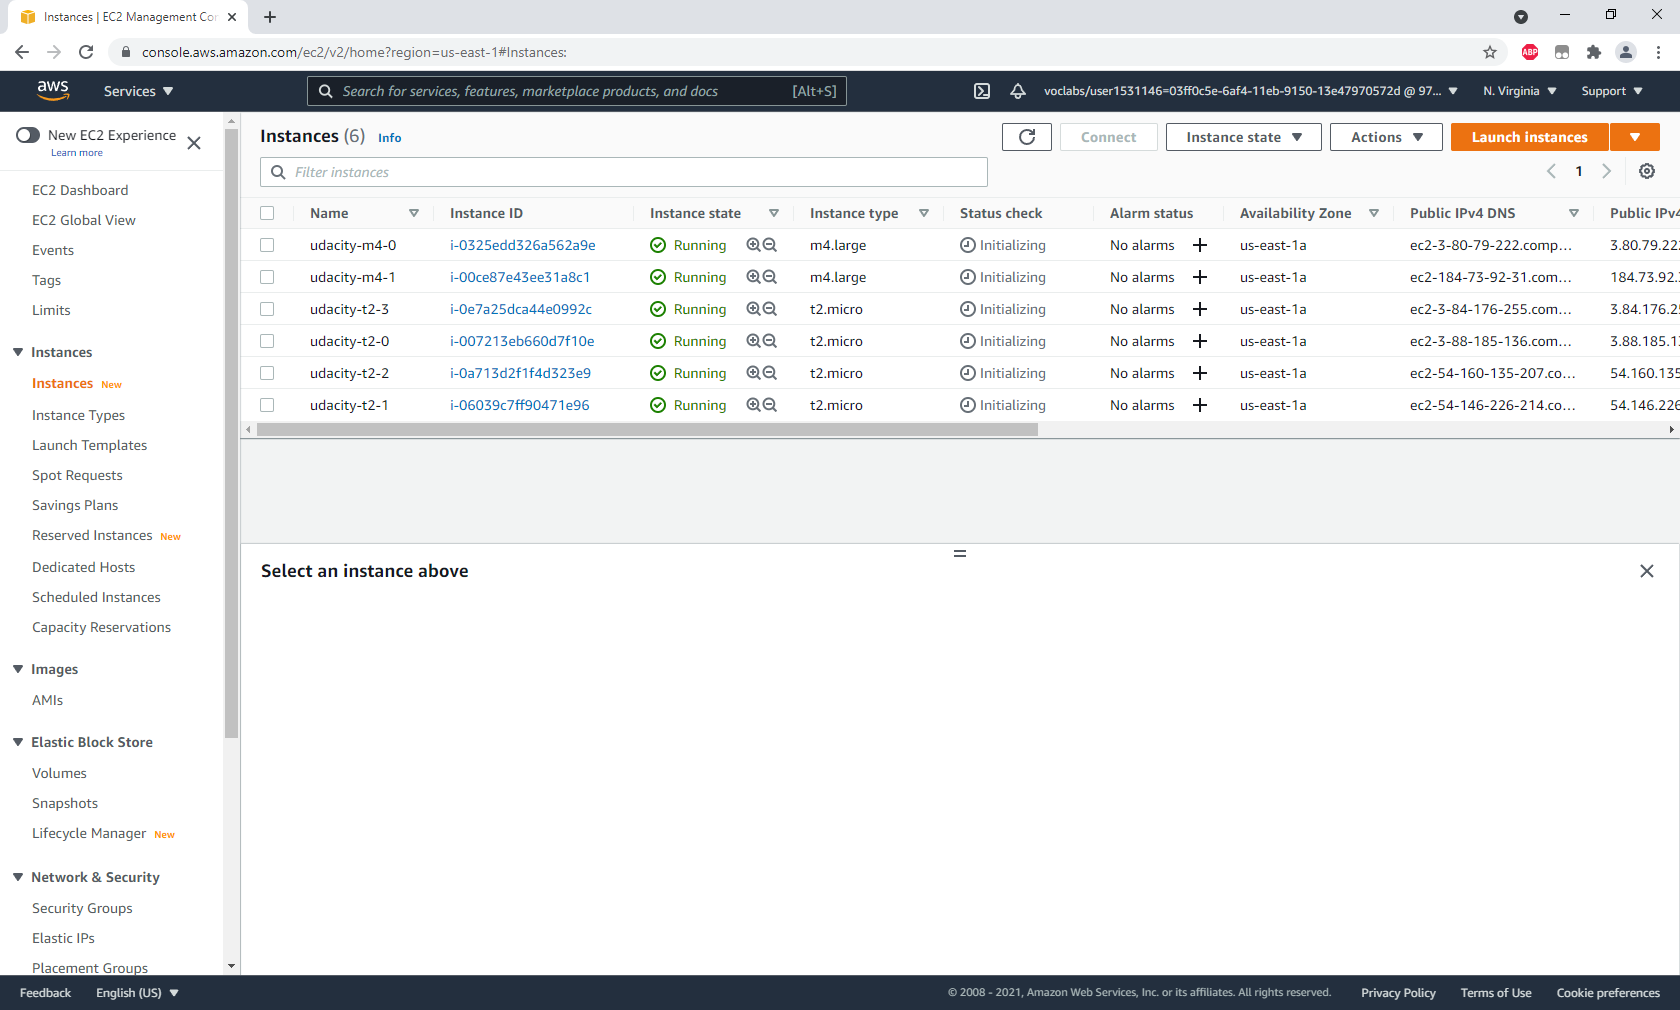 Instances | EC2 Management Cor
console.aws.amazon.com/ec2/v2/home?region=us-east-1#Instances:
ABP
aws Services Search for services, features, marketplace products, and docs [Alt+S] voclabs/user1531146=03ff0c5e-6af4-11eb-9150-13e47970572d @ 97... N. Virginia Support
New EC2 Experience
Learn more
EC2 Dashboard
EC2 Global View
Events
Tags
Limits
Instances
Instances New
Instance Types
Launch Templates
Spot Requests
Savings Plans
Reserved Instances New
Dedicated Hosts
Scheduled Instances
Capacity Reservations
Images
AMIs
Elastic Block Store
Volumes
Snapshots
Lifecycle Manager New
Network & Security
Security Groups
Elastic IPs
Placement Groups
Instances (6) Info Connect Instance state Actions Launch instances
Filter instances 1
Name Instance ID Instance state Instance type Status check Alarm status Availability Zone Public IPv4 DNS Public IPv4
udacity-m4-0 i-0325edd326a562a9e Running m4.large Initializing No alarms us-east-1a ec2-3-80-79-222.comp... 3.80.79.222
udacity-m4-1 i-00ce87e43ee31a8c1 Running m4.large Initializing No alarms us-east-1a ec2-184-73-92-31.com... 184.73.92.3
udacity-t2-3 i-0e7a25dca44e0992c Running t2.micro Initializing No alarms us-east-1a ec2-3-84-176-255.com... 3.84.176.25
udacity-t2-0 i-007213eb660d7f10e Running t2.micro Initializing No alarms us-east-1a ec2-3-88-185-136.com... 3.88.185.13
udacity-t2-2 i-0a713d2f1f4d323e9 Running t2.micro Initializing No alarms us-east-1a ec2-54-160-135-207.co... 54.160.135
udacity-t2-1 i-06039c7ff90471e96 Running t2.micro Initializing No alarms us-east-1a ec2-54-146-226-214.co... 54.146.226
Select an instance above
Feedback English (US) © 2008 - 2021, Amazon Web Services, Inc. or its affiliates. All rights reserved. Privacy Policy Terms of Use Cookie preferences